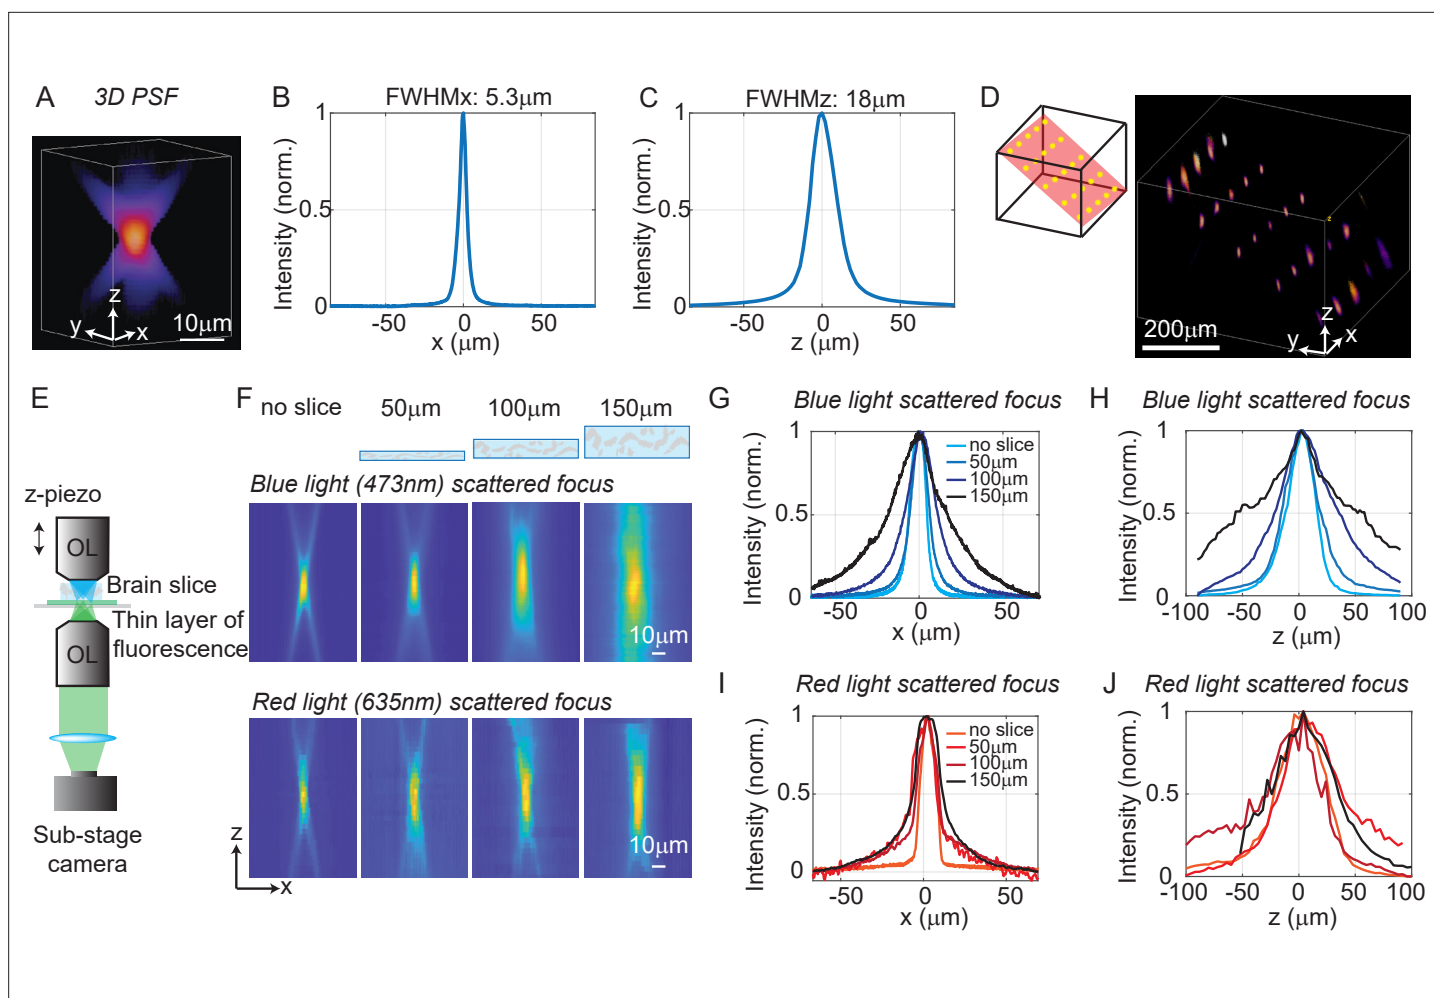 A
3D PSF
z
y
x
10μm
B
FWHMx: 5.3μm
Intensity (norm.)
1
0.5
0
-50
0
50
x (μm)
C
FWHMz: 18μm
Intensity (norm.)
1
0.5
0
-50
0
50
z (μm)
D
z
200μm
z
y
x
E
z-piezo
OL
Brain slice
Thin layer of
fluorescence
OL
Sub-stage
camera
F
no slice
50μm
100μm
150μm
Blue light (473nm) scattered focus
10μm
Red light (635nm) scattered focus
10μm
z
x
G
Blue light scattered focus
Intensity (norm.)
1
0.5
0
no slice
50μm
100μm
150μm
-50
0
50
x (μm)
H
Blue light scattered focus
Intensity (norm.)
1
0.5
0
-100
-50
0
50
100
z (μm)
I
Red light scattered focus
Intensity (norm.)
1
0.5
0
no slice
50μm
100μm
150μm
-50
0
50
x (μm)
J
Red light scattered focus
Intensity (norm.)
1
0.5
0
-100
-50
0
50
100
z (μm)